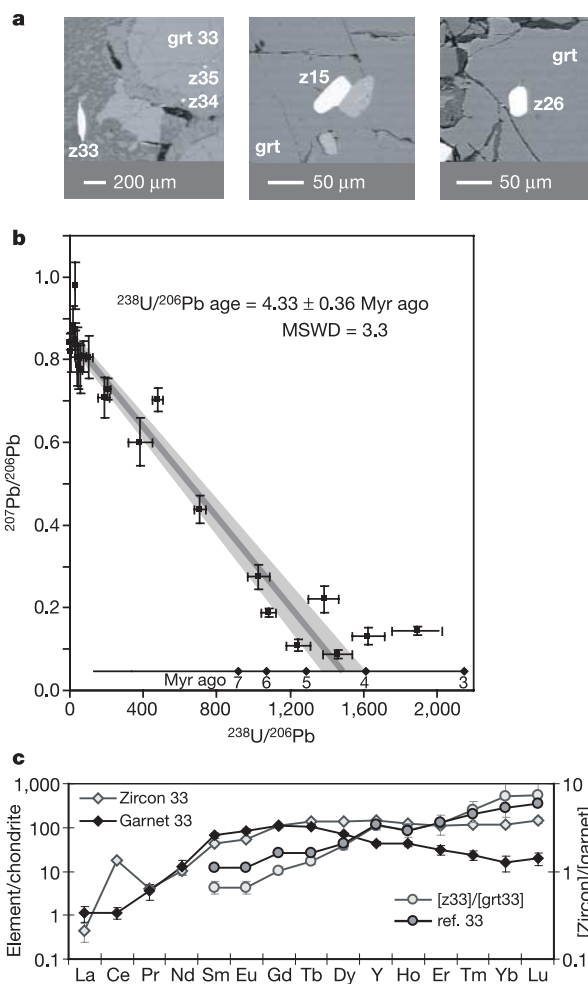 a
grt 33
z35
z34
z33
200 μm
z15
grt
50 μm
grt
z26
50 μm
b
²³⁸U/²⁰⁶Pb age = 4.33 ± 0.36 Myr ago
MSWD = 3.3
1.0
0.8
0.6
0.4
0.2
0.0
²⁰⁷Pb/²⁰⁶Pb
Myr ago 7 6 5 4 3
0 400 800 1,200 1,600 2,000
²³⁸U/²⁰⁶Pb
c
1,000
100
10
1
0.1
Element/chondrite
Zircon 33
Garnet 33
[z33]/[grt33]
ref. 33
10
1
0.1
[Zircon]/[garnet]
La Ce Pr Nd Sm Eu Gd Tb Dy Y Ho Er Tm Yb Lu